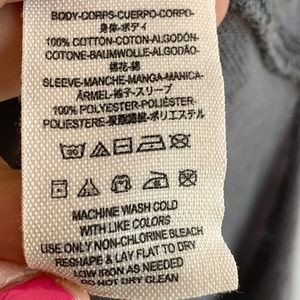 BODY-CORPS-CUERPO-CORPO-
身体-ボディ
100% COTTON-COTON-ALGODÓN-
COTONE-BAUMWOLLE-ALGODÃO-
棉花-綿
SLEEVE-MANCHE-MANGA-MANICA-
ÄRMEL-袖子-スリーブ
100% POLYESTER-POLIÉSTER-
POLIESTERE-聚酯纖維-ポリエステル
30
MACHINE WASH COLD
WITH LIKE COLORS
USE ONLY NON-CHLORINE BLEACH
RESHAPE & LAY FLAT TO DRY
LOW IRON AS NEEDED
DO NOT DRY CLEAN